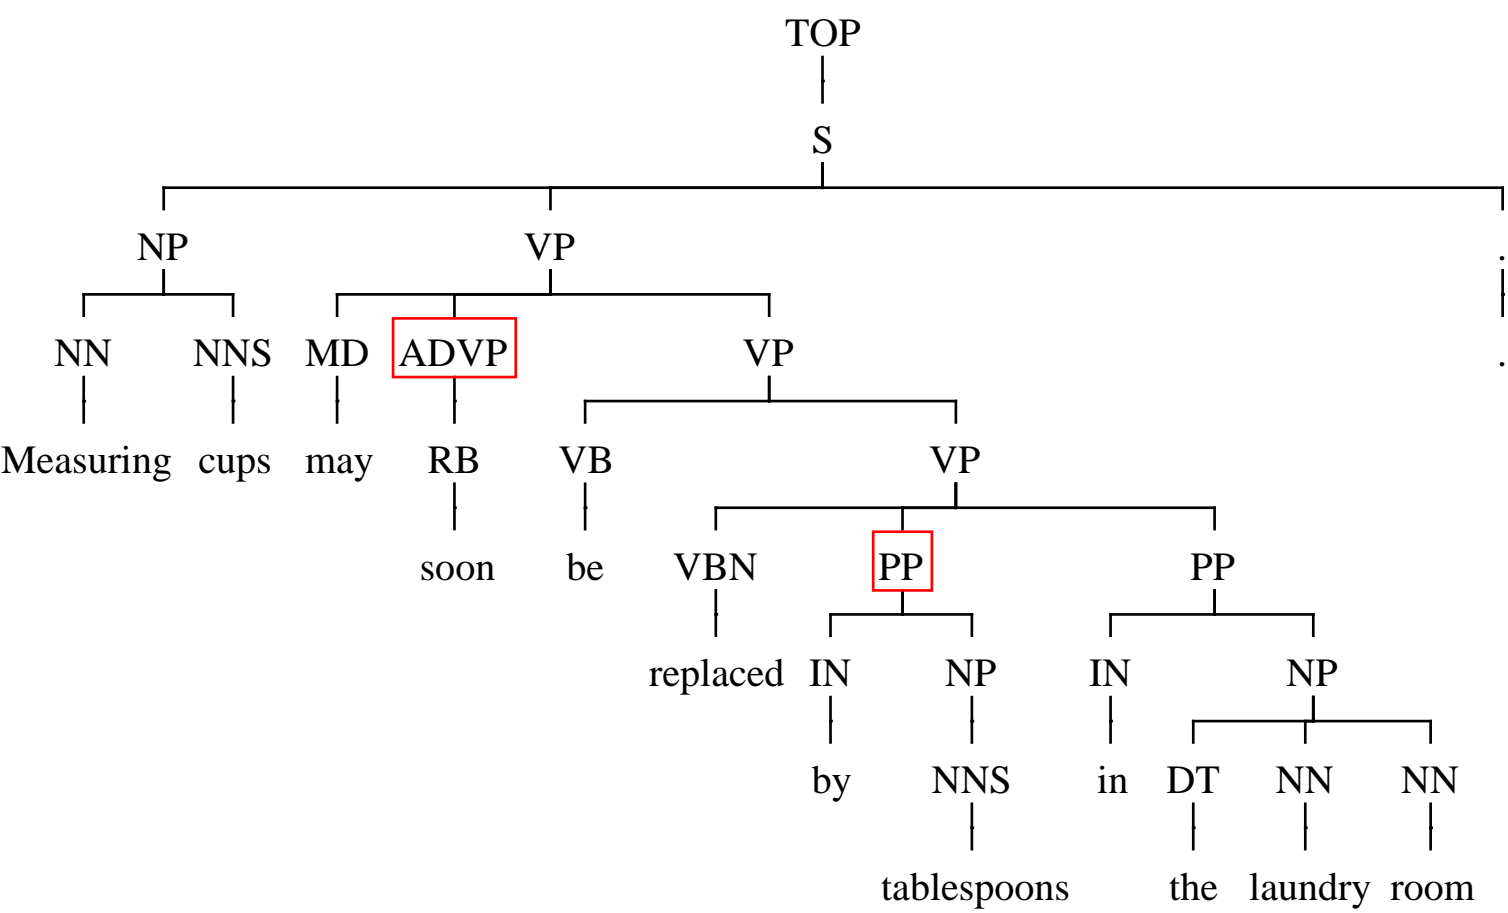 TOP
S
NP VP .
NN NNS MD ADVP VP .
Measuring cups may RB VB VP
soon be VBN PP PP
replaced IN NP IN NP
by NNS in DT NN NN
tablespoons the laundry room